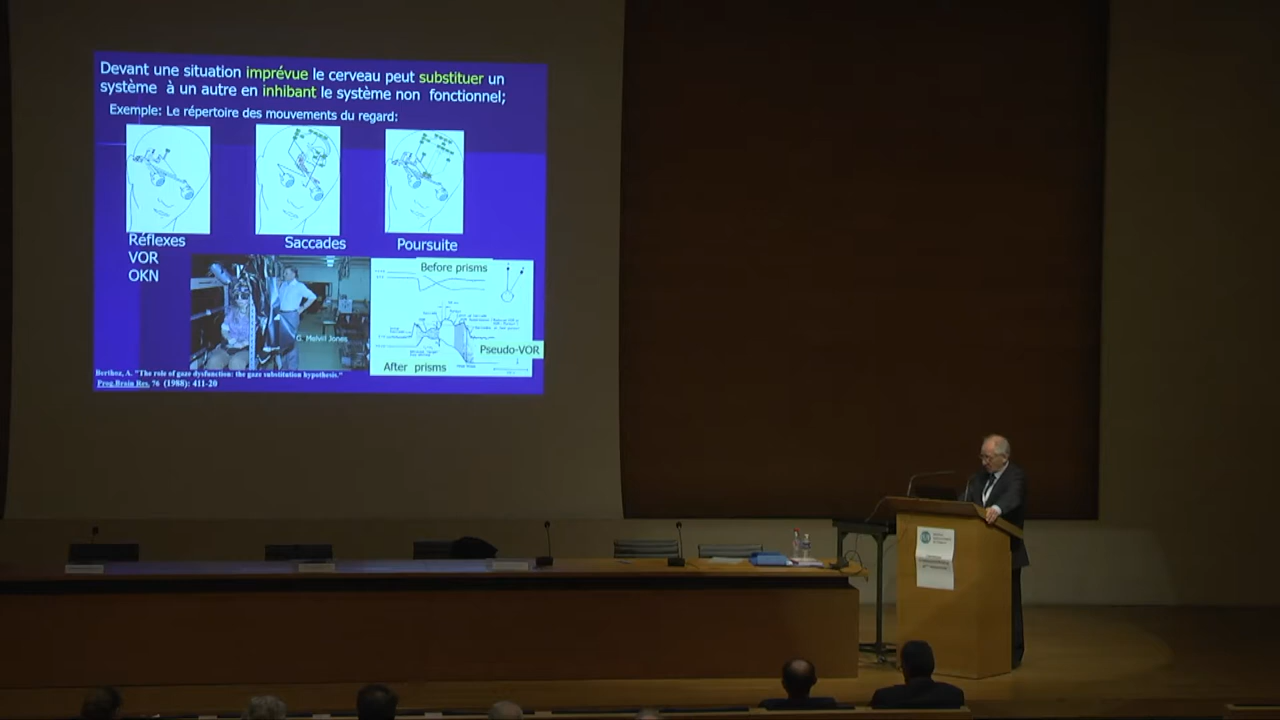 Devant une situation imprévue le cerveau peut substituer un
système à un autre en inhibant le système non fonctionnel;
Exemple: Le répertoire des mouvements du regard:
Réflexes
VOR
OKN
Saccades
Poursuite
G. Melvil Jones
Before prisms
Pseudo-VOR
After prisms
Berthoz, A. "The role of gaze dysfunction: the gaze substitution hypothesis."
Prog.Brain Res, 76 (1988): 411-20